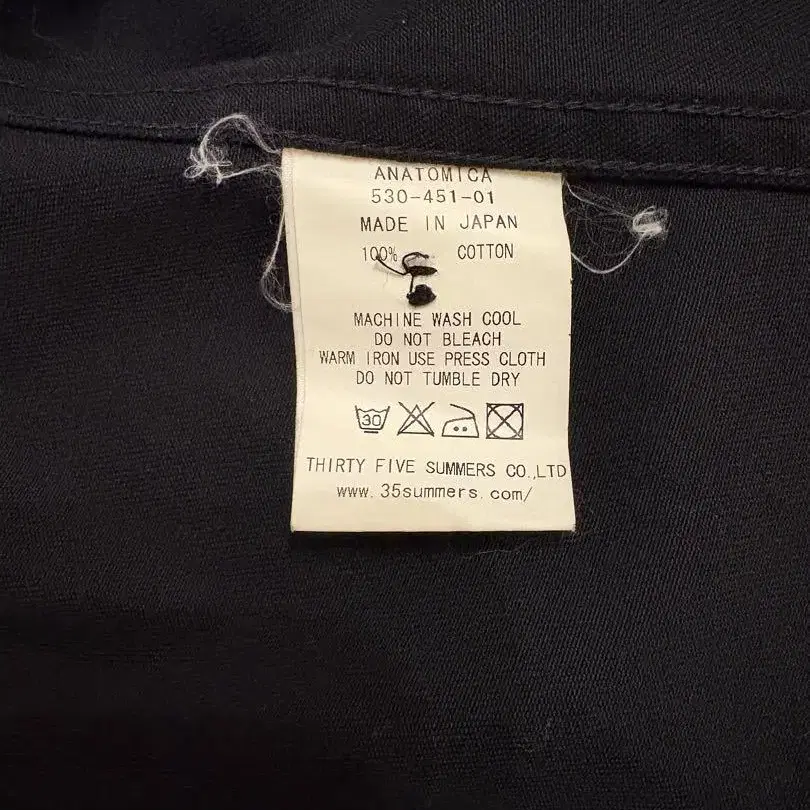 ANATOMICA
530-451-01
MADE IN JAPAN
100% COTTON
MACHINE WASH COOL
DO NOT BLEACH
WARM IRON USE PRESS CLOTH
DO NOT TUMBLE DRY
30
THIRTY FIVE SUMMERS CO.,LTD
www.35summers.com/